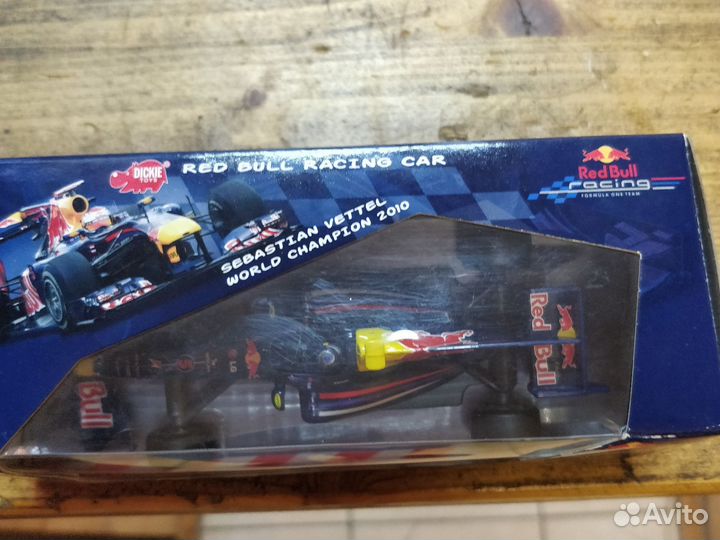 DICKIE
TOYS
RED BULL RACING CAR
Red Bull
racing
FORMULA ONE TEAM
SEBASTIAN VETTEL
WORLD CHAMPION 2010
Red Bull
Bull
LG
Avito